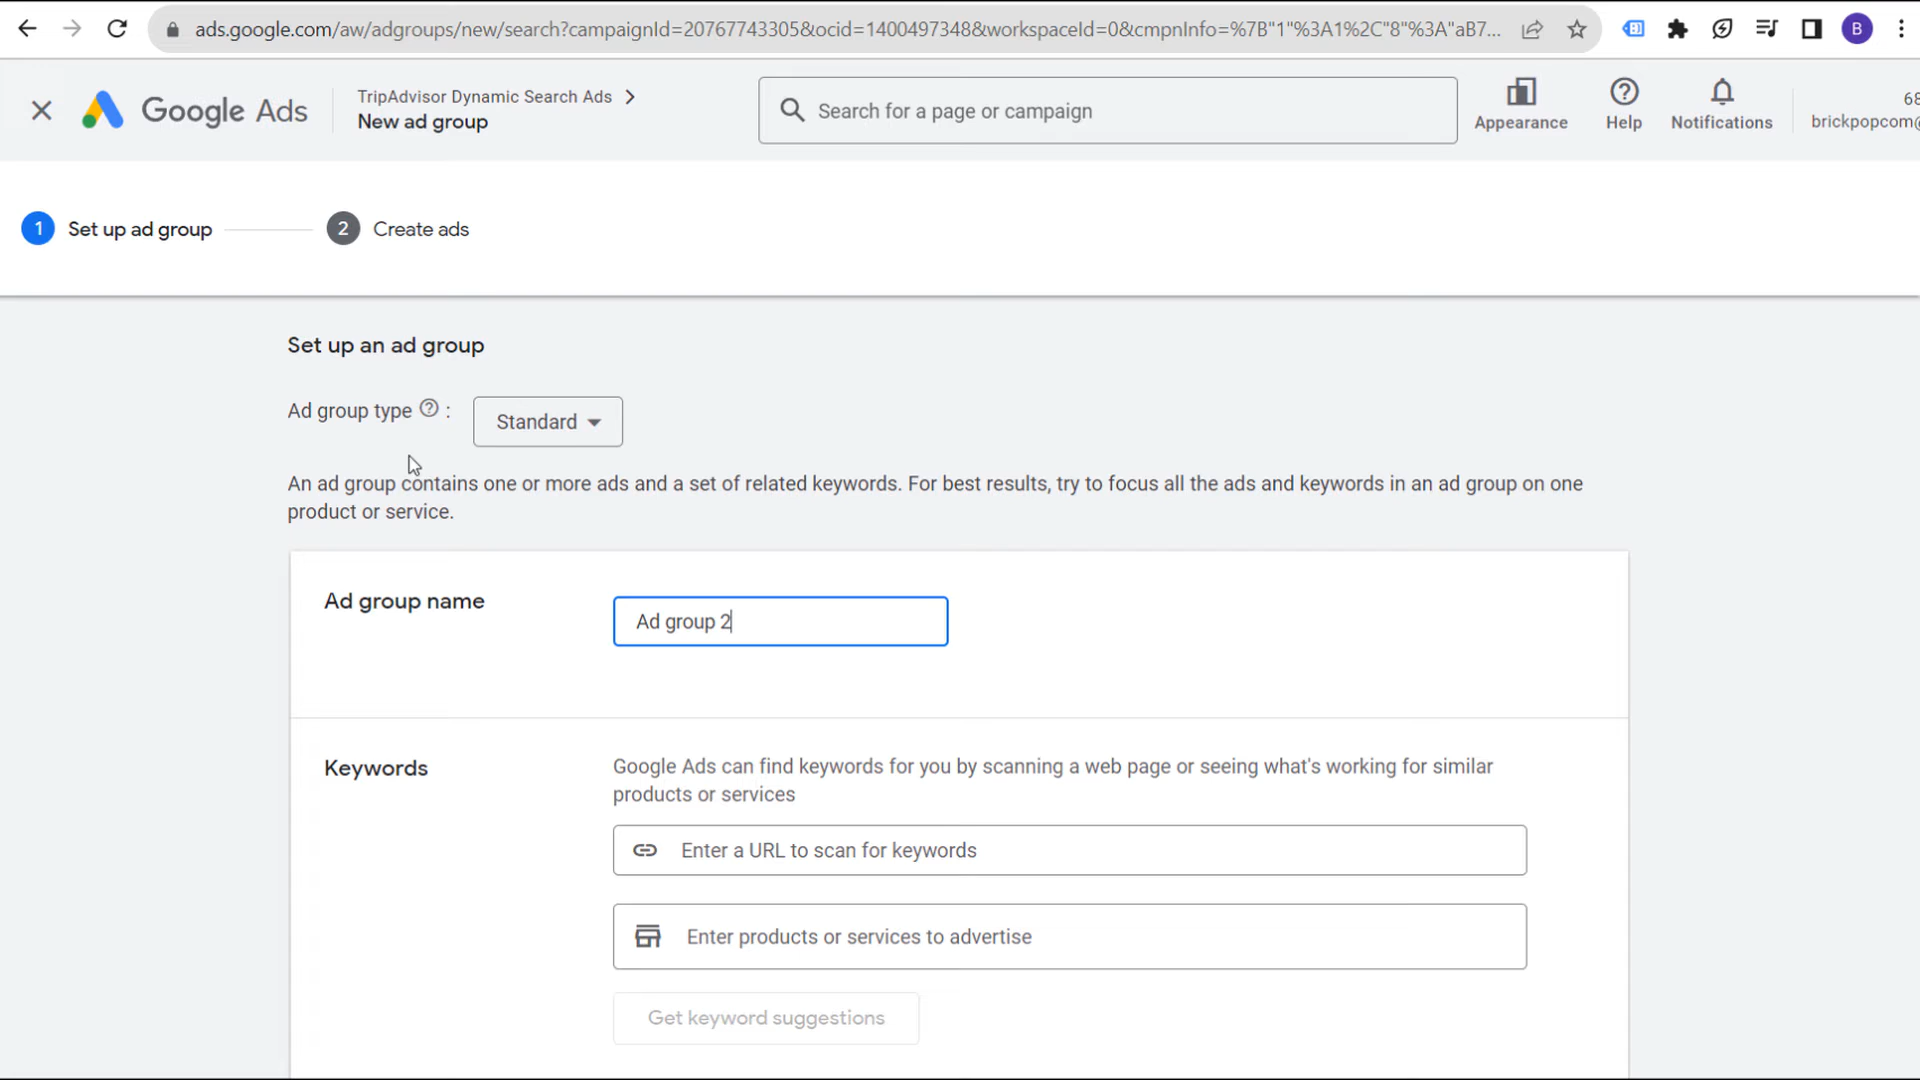 ads.google.com/aw/adgroups/new/search?campaignId=20767743305&ocid=1400497348&workspaceId=0&cmpnInfo=%7B"1"%3A1%2C"8"%3A"aB7...
B
Google Ads
TripAdvisor Dynamic Search Ads
New ad group
Search for a page or campaign
Appearance
Help
Notifications
68
brickpopcom@
1 Set up ad group
2 Create ads
Set up an ad group
Ad group type ? :
Standard
An ad group contains one or more ads and a set of related keywords. For best results, try to focus all the ads and keywords in an ad group on one
product or service.
Ad group name
Ad group 2
Keywords
Google Ads can find keywords for you by scanning a web page or seeing what's working for similar
products or services
Enter a URL to scan for keywords
Enter products or services to advertise
Get keyword suggestions